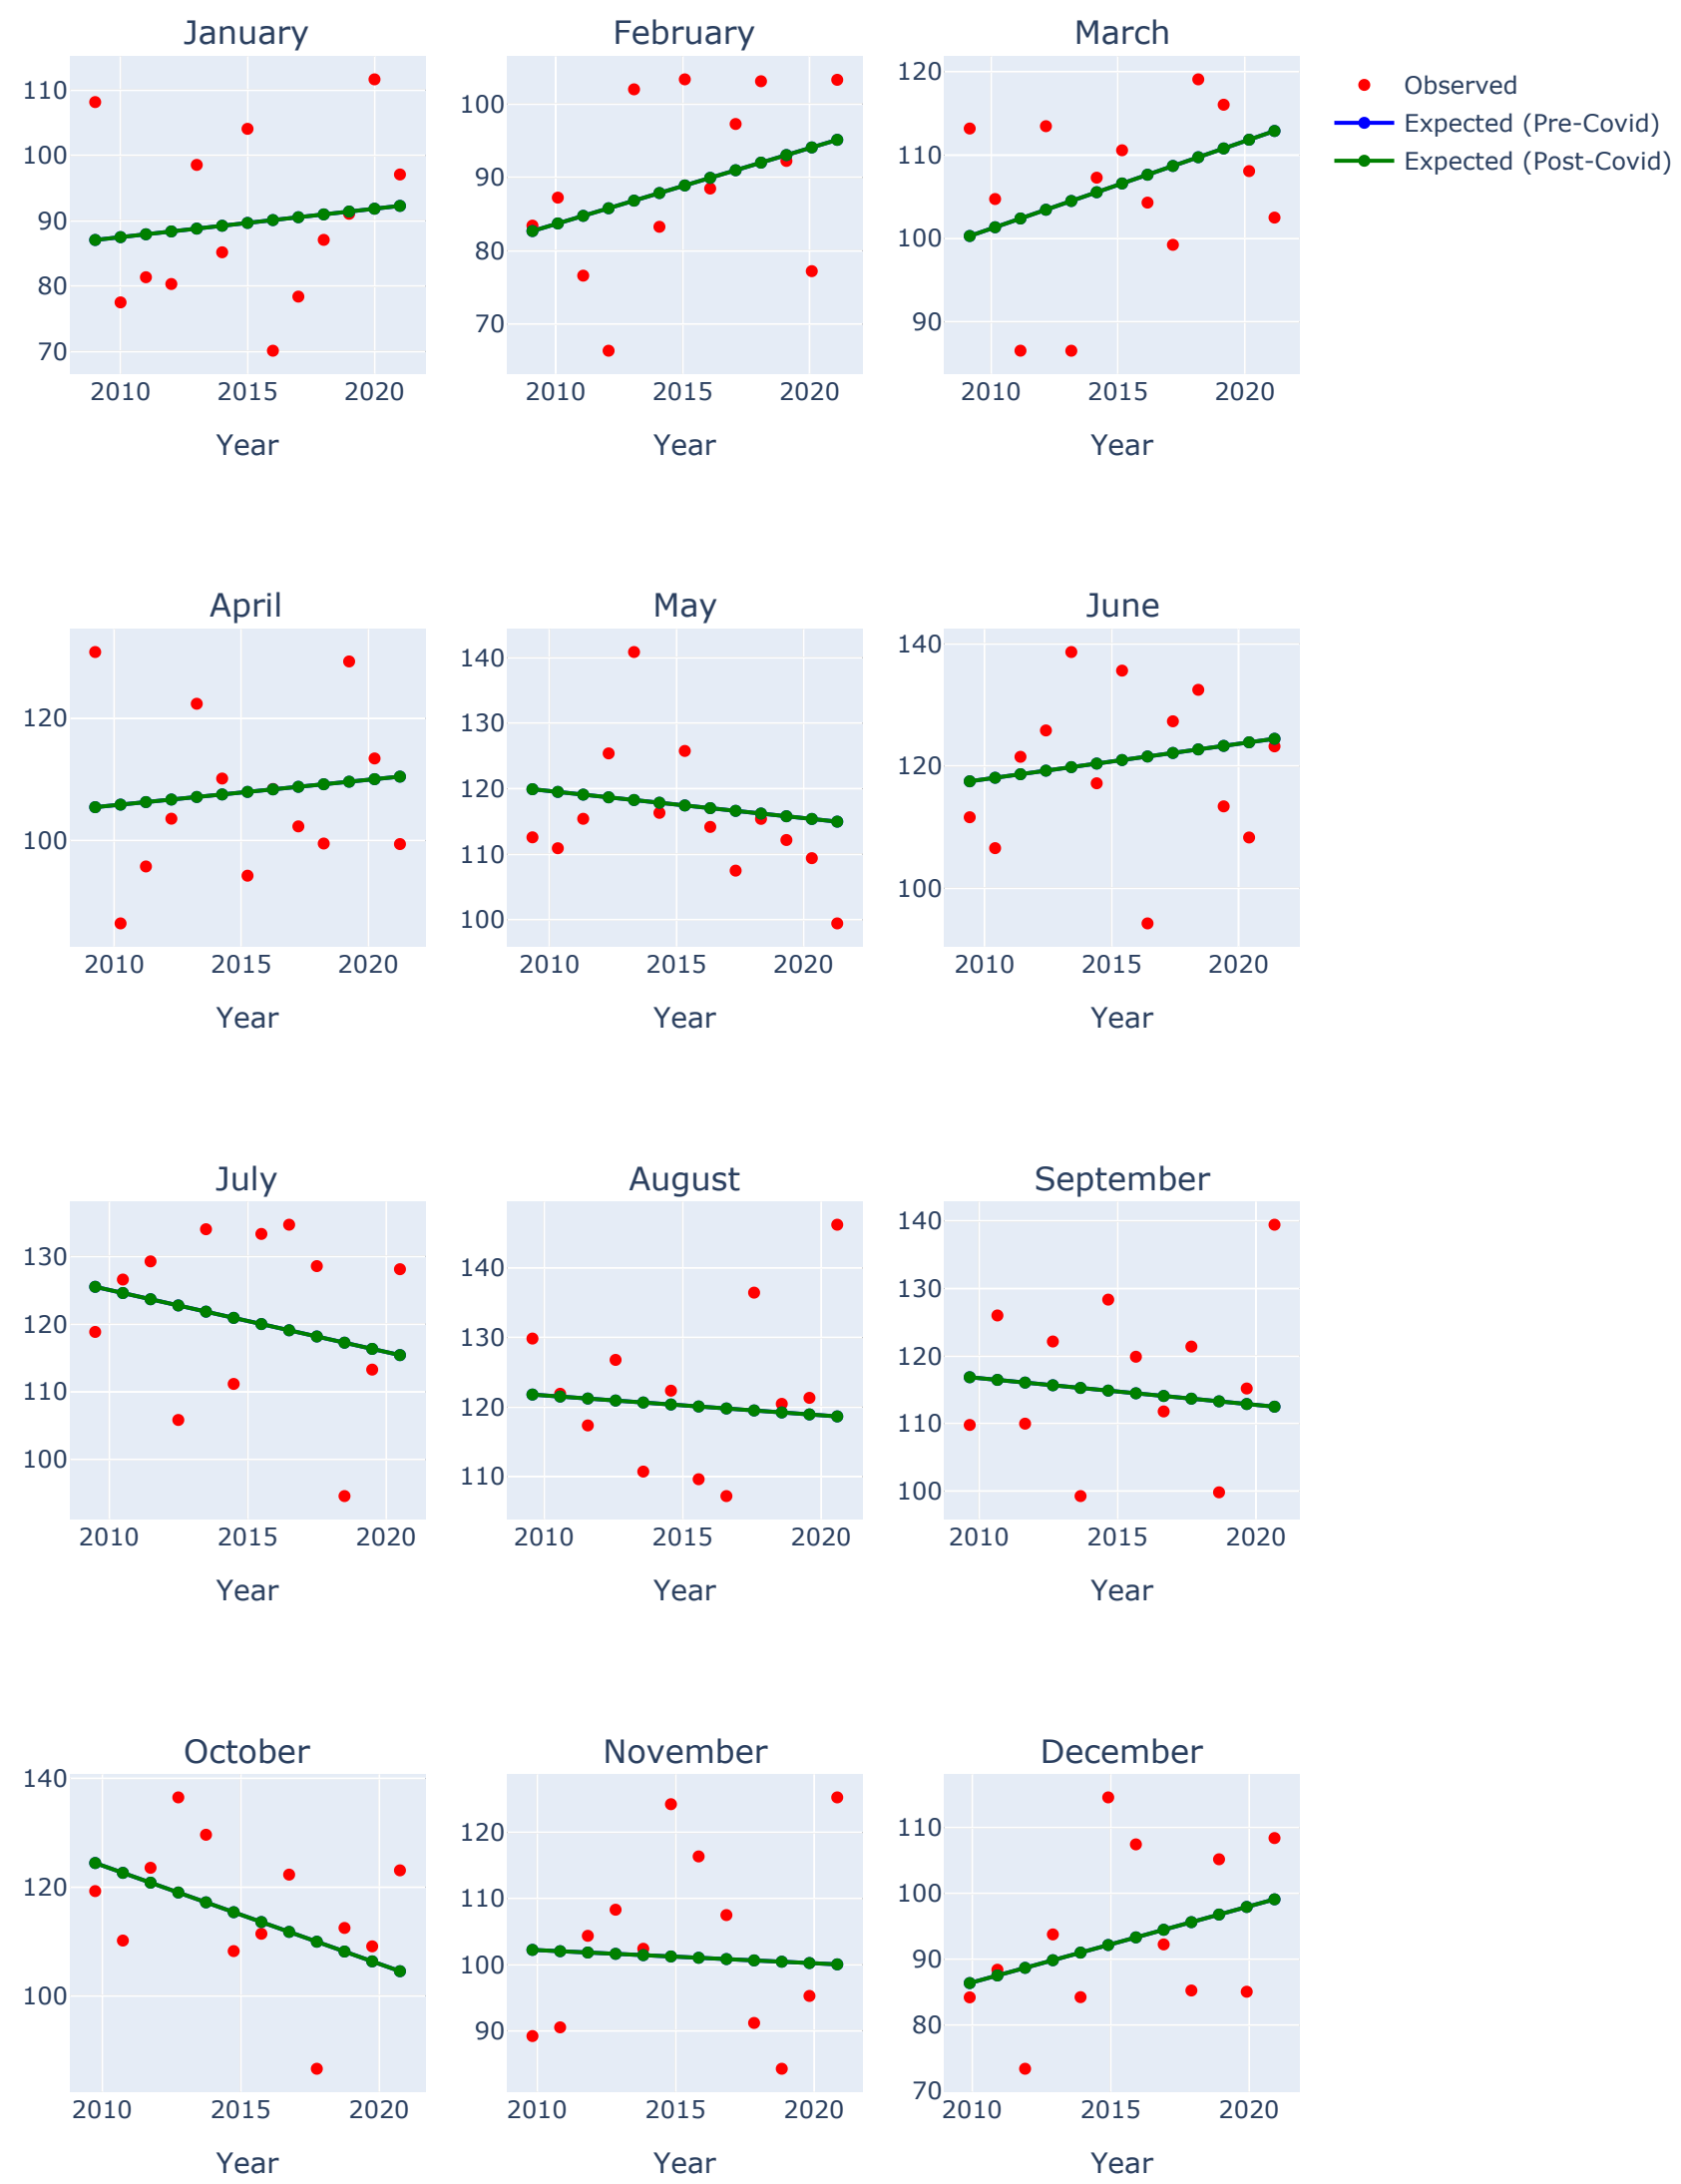 January
February
March
110
100
90
80
70
2010 2015 2020
Year
100
90
80
70
2010 2015 2020
Year
120
110
100
90
2010 2015 2020
Year
Observed
Expected (Pre-Covid)
Expected (Post-Covid)
April
May
June
120
100
2010 2015 2020
Year
140
130
120
110
100
2010 2015 2020
Year
140
120
100
2010 2015 2020
Year
July
August
September
130
120
110
100
2010 2015 2020
Year
140
130
120
110
2010 2015 2020
Year
140
130
120
110
100
2010 2015 2020
Year
October
November
December
140
120
100
2010 2015 2020
Year
120
110
100
90
2010 2015 2020
Year
110
100
90
80
70
2010 2015 2020
Year